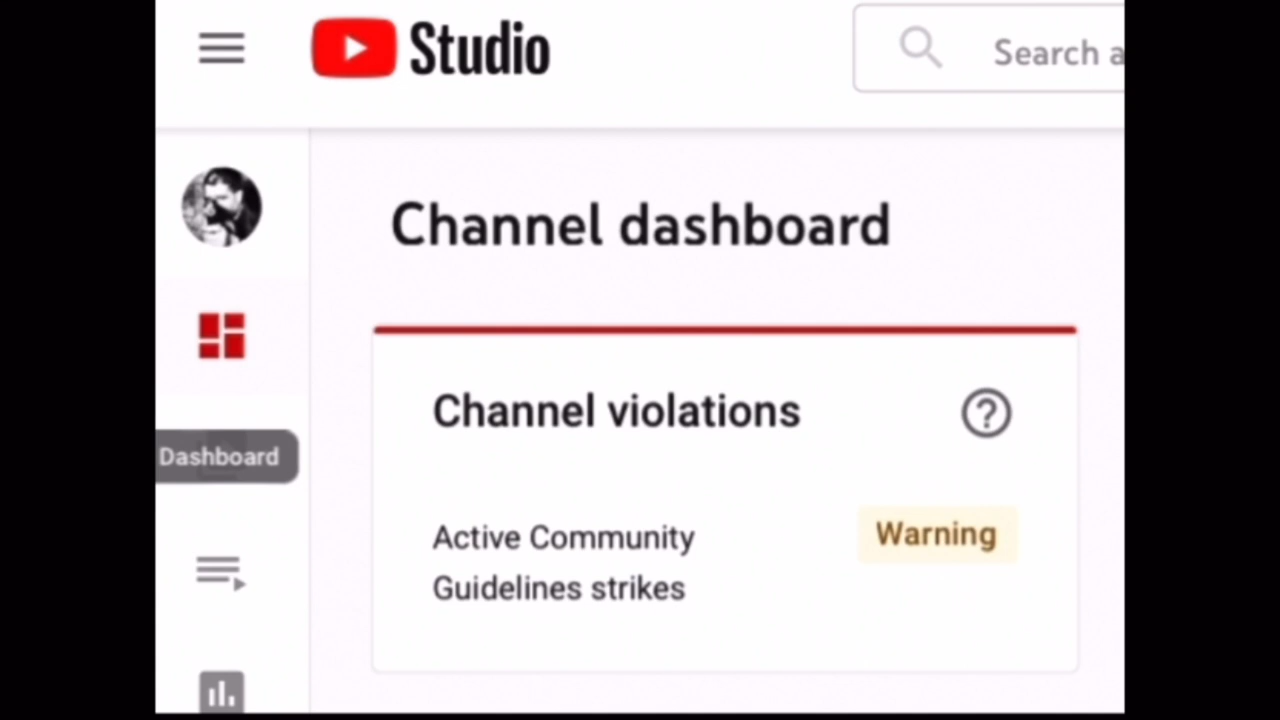 Studio
Search a
Channel dashboard
Channel violations
Dashboard
Active Community
Guidelines strikes
Warning